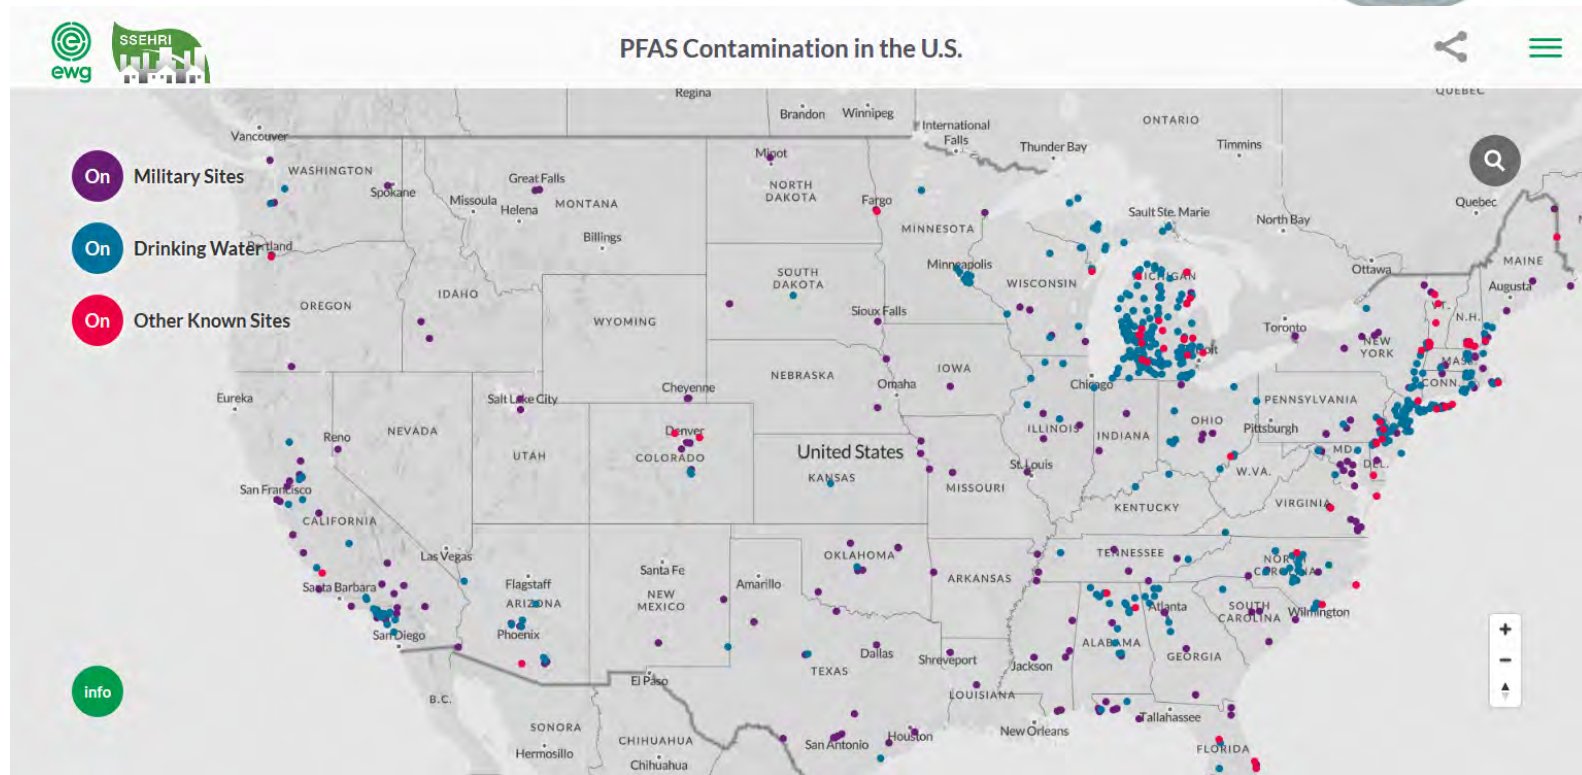 SSEHRI
ewg
PFAS Contamination in the U.S.
Regina
Brandon
Winnipeg
QUEBEC
Vancouver
International
Falls
ONTARIO
Thunder Bay
Timmins
On
Military Sites
WASHINGTON
Spokane
Great Falls
Missoula
Helena
MONTANA
Minot
NORTH
DAKOTA
Fargo
MINNESOTA
Sault Ste. Marie
North Bay
Quebec
On
Drinking Water
Portland
Billings
Minneapolis
WISCONSIN
MICHIGAN
Ottawa
MAINE
Augusta
SOUTH
DAKOTA
On
Other Known Sites
OREGON
IDAHO
WYOMING
Sioux Falls
Toronto
VT.
N.H.
NEW
YORK
MASS.
CONN.
Eureka
Salt Lake City
Cheyenne
NEBRASKA
Omaha
IOWA
Chicago
PENNSYLVANIA
Reno
NEVADA
UTAH
Denver
COLORADO
United States
KANSAS
ILLINOIS
INDIANA
OHIO
Pittsburgh
MD.
DEL.
W.VA.
San Francisco
CALIFORNIA
St. Louis
MISSOURI
KENTUCKY
VIRGINIA
Las Vegas
Santa Barbara
Flagstaff
ARIZONA
Santa Fe
NEW
MEXICO
Amarillo
OKLAHOMA
ARKANSAS
TENNESSEE
NORTH
CAROLINA
San Diego
Phoenix
Dallas
TEXAS
Shreveport
Jackson
ALABAMA
Atlanta
GEORGIA
SOUTH
CAROLINA
Wilmington
info
B.C.
El Paso
LOUISIANA
SONORA
Hermosillo
CHIHUAHUA
Chihuahua
San Antonio
Houston
New Orleans
Tallahassee
FLORIDA